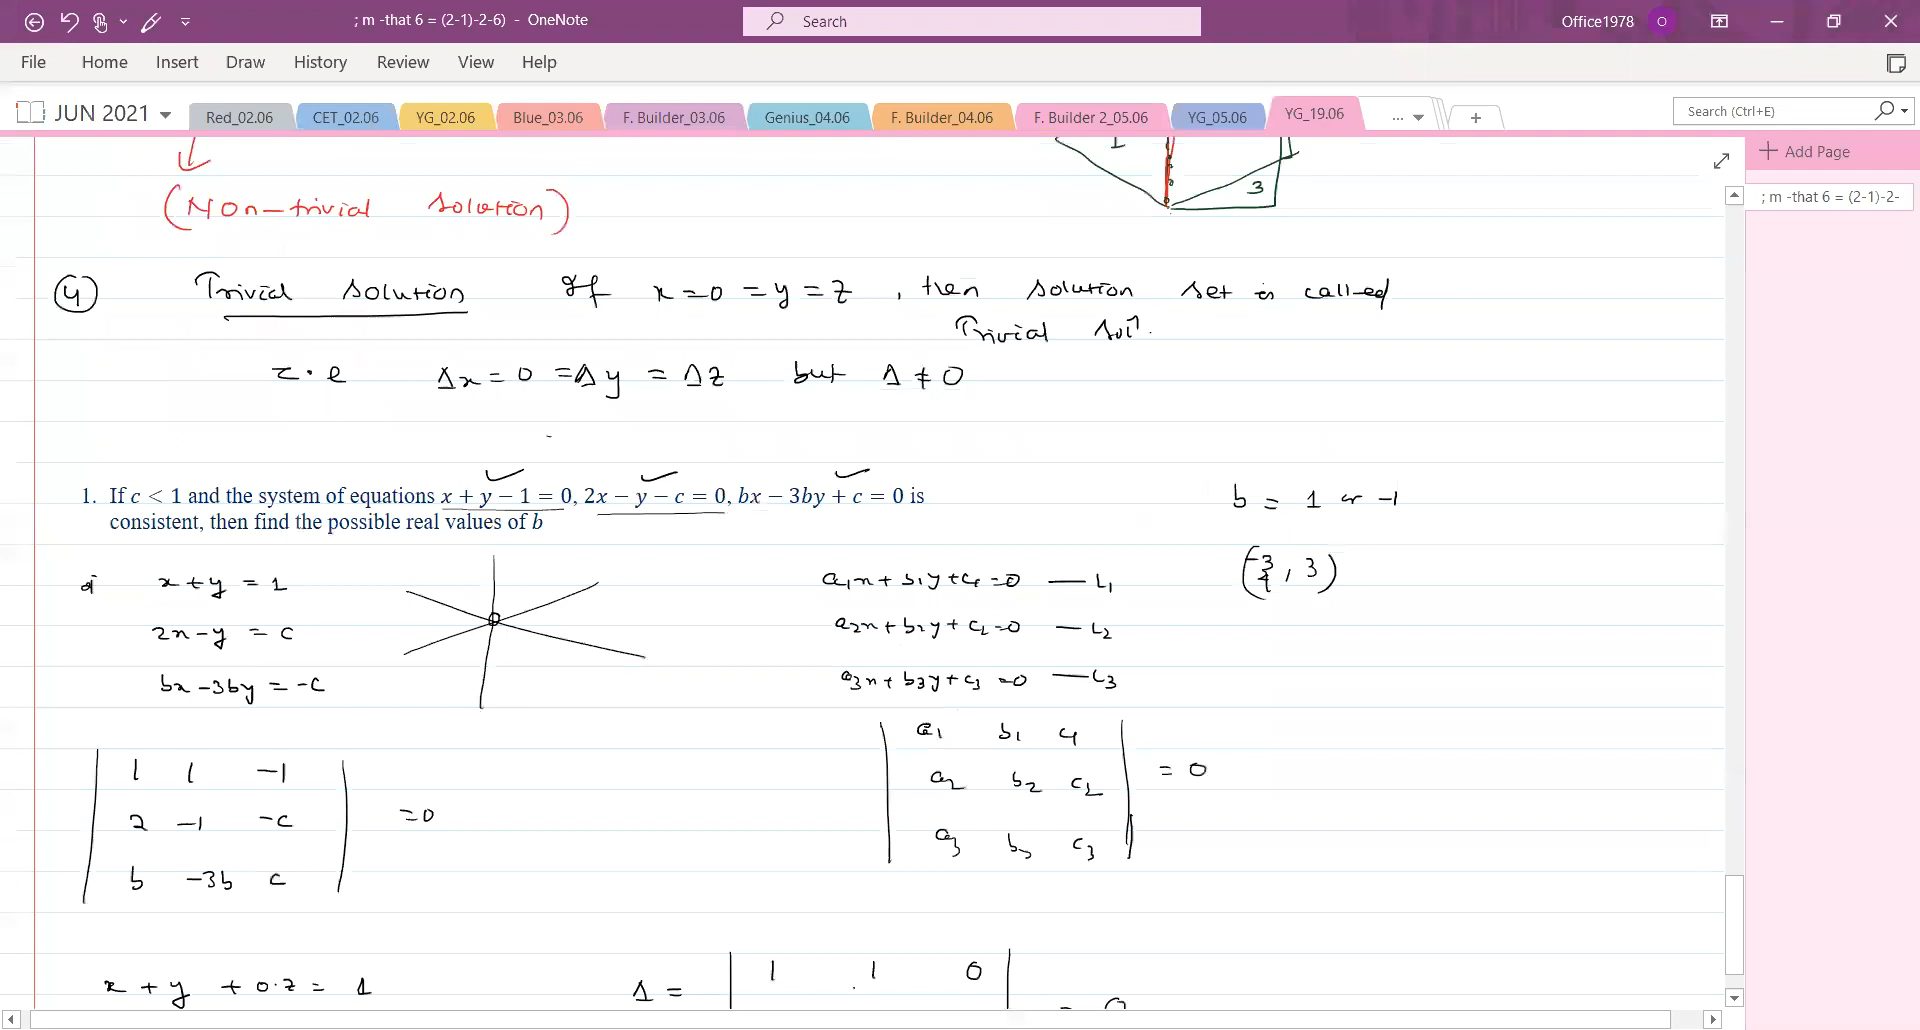 ; m -that 6 = (2-1)-2-6) - OneNote
Search
Office1978
O
File Home Insert Draw History Review View Help
JUN 2021
Red_02.06 CET_02.06 YG_02.06 Blue_03.06 F. Builder_03.06 Genius_04.06 F. Builder_04.06 F. Builder 2_05.06 YG_05.06 YG_19.06 ... +
Search (Ctrl+E)
+ Add Page
; m -that 6 = (2-1)-2-
1
3
(Non-trivial solution)
④ Trivial solution If x=0=y=z, then solution set is called
Trivial solⁿ.
i.e Δx=0=Δy=Δz but Δ≠0
1. If c < 1 and the system of equations x + y − 1 = 0, 2x − y − c = 0, bx − 3by + c = 0 is
consistent, then find the possible real values of b
b = 1 or -1
(-3/4, 3)
x+y = 1
2x-y = c
bx-3by = -c
a₁x+b₁y+c₁=0 — L₁
a₂x+b₂y+c₂=0 — L₂
a₃x+b₃y+c₃=0 — L₃
a₁ b₁ c₁
a₂ b₂ c₂ = 0
a₃ b₃ c₃
1 1 -1
2 -1 -c =0
b -3b c
x + y + 0.z = 1
Δ = 1 1 0